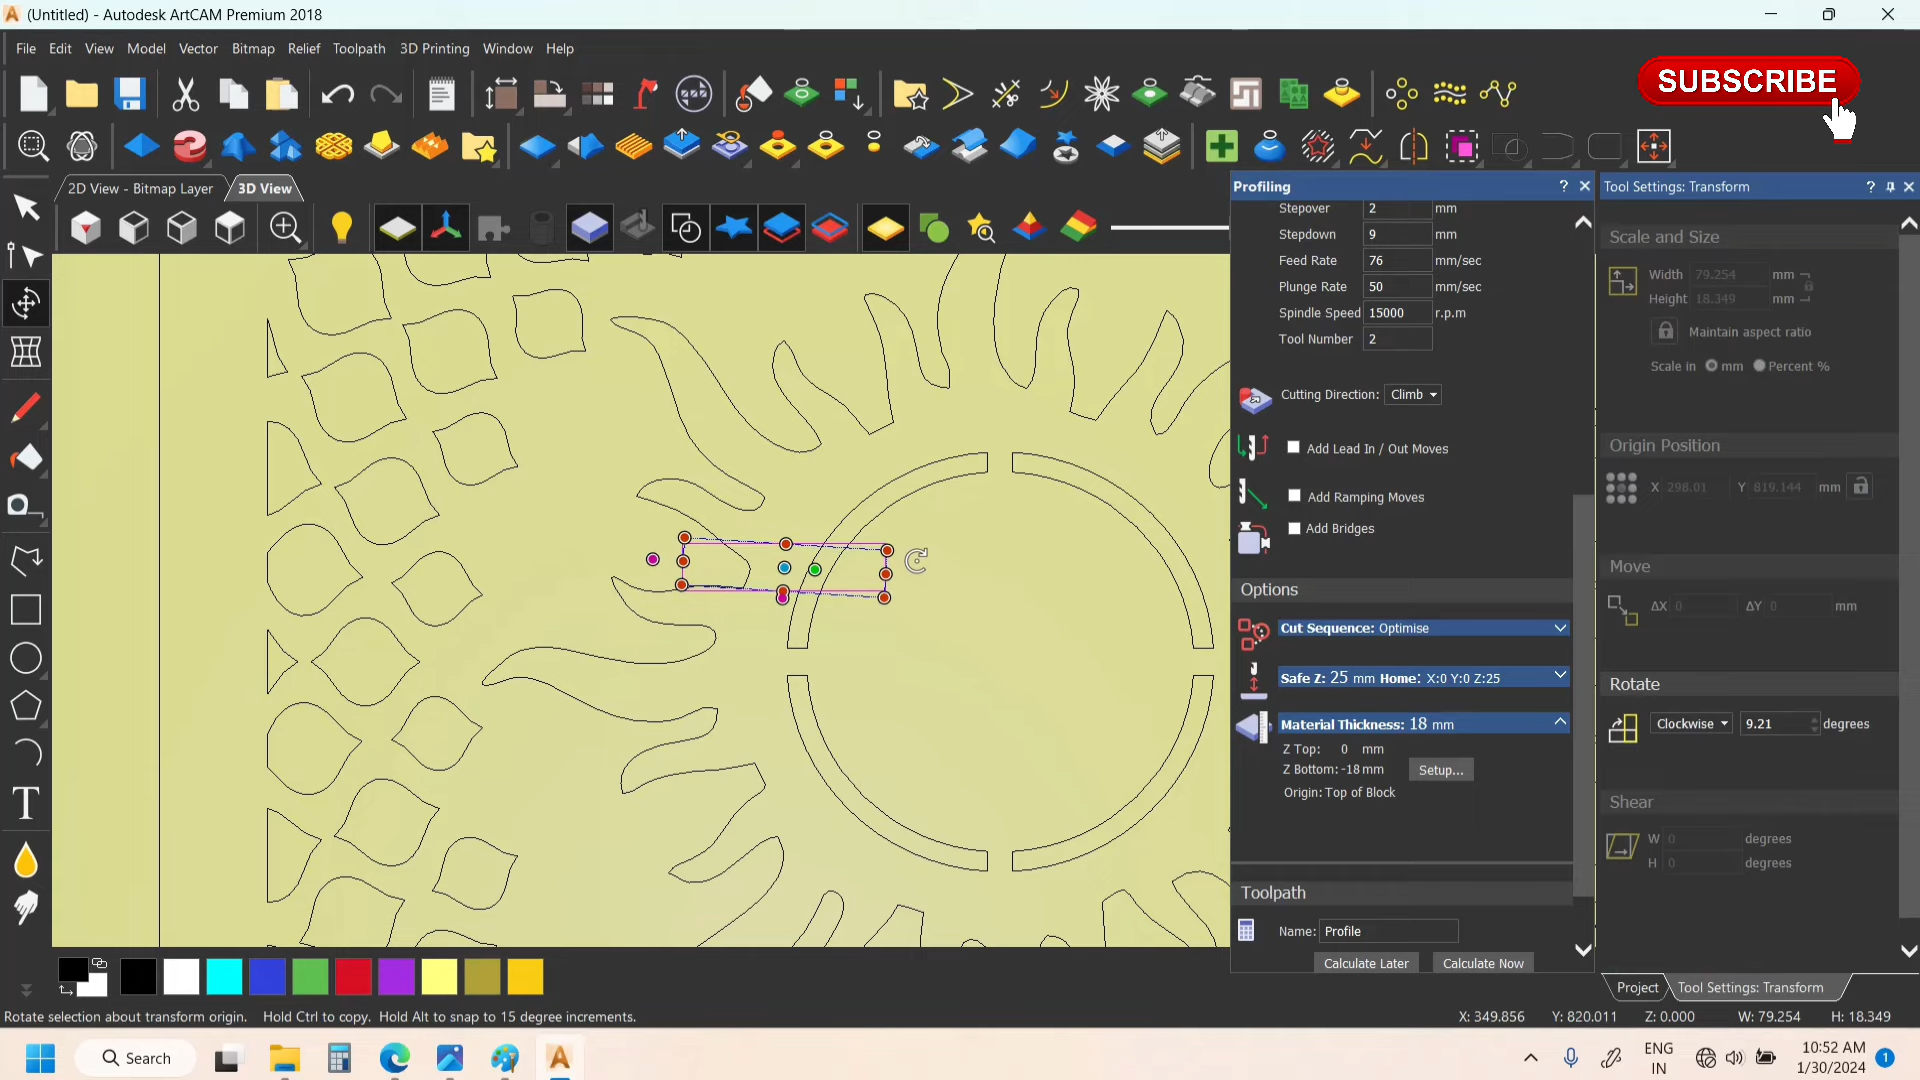 (Untitled) - Autodesk ArtCAM Premium 2018
File Edit View Model Vector Bitmap Relief Toolpath 3D Printing Window Help
SUBSCRIBE
2D View - Bitmap Layer 3D View
Profiling ?
Stepover 2 mm
Stepdown 9 mm
Feed Rate 76 mm/sec
Plunge Rate 50 mm/sec
Spindle Speed 15000 r.p.m
Tool Number 2
Cutting Direction: Climb
Add Lead In / Out Moves
Add Ramping Moves
Add Bridges
Options
Cut Sequence: Optimise
Safe Z: 25 mm Home: X:0 Y:0 Z:25
Material Thickness: 18 mm
Z Top: 0 mm
Z Bottom: -18 mm Setup...
Origin: Top of Block
Toolpath
Name: Profile
Calculate Later Calculate Now
Tool Settings: Transform ?
Scale and Size
Width 79.254 mm
Height 18.349 mm
Maintain aspect ratio
Scale in mm Percent %
Origin Position
X 298.01 Y 819.144 mm
Move
ΔX 0 ΔY 0 mm
Rotate
Clockwise 9.21 degrees
Shear
W 0 degrees
H 0 degrees
Project Tool Settings: Transform
Rotate selection about transform origin. Hold Ctrl to copy. Hold Alt to snap to 15 degree increments.
X: 349.856 Y: 820.011 Z: 0.000 W: 79.254 H: 18.349
Search
ENG
IN
10:52 AM
1/30/2024
1